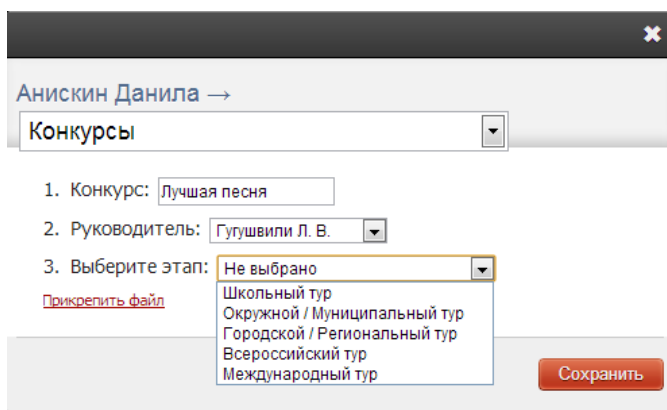 Анискин Данила →
Конкурсы
1. Конкурс: Лучшая песня
2. Руководитель: Гугушвили Л. В.
3. Выберите этап: Не выбрано
Школьный тур
Окружной / Муниципальный тур
Городской / Региональный тур
Всероссийский тур
Международный тур
Прикрепить файл
Сохранить